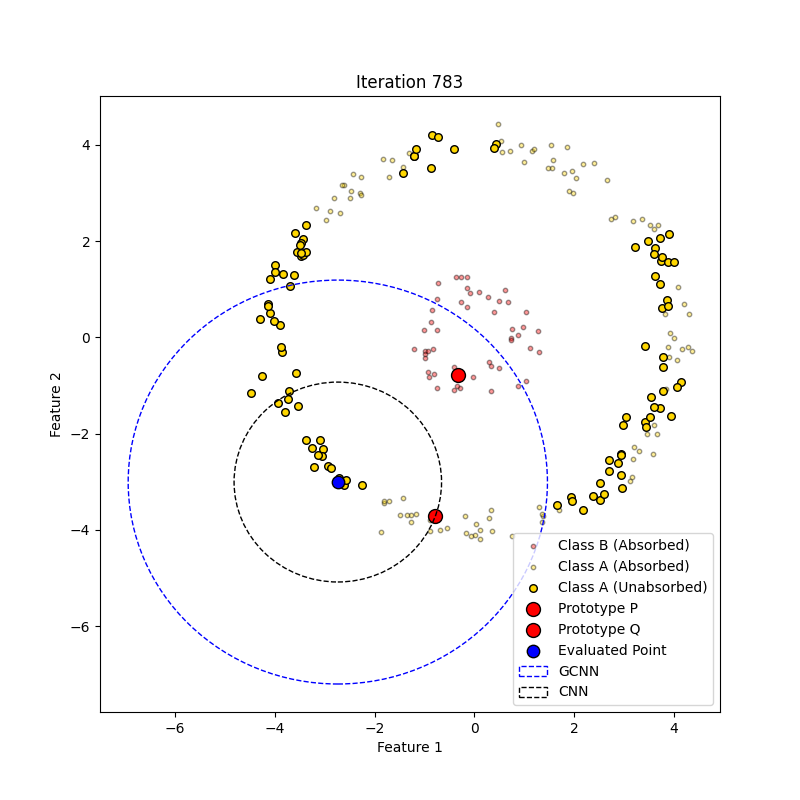 Iteration 783
Feature 2
4
2
0
−2
−4
−6
Class B (Absorbed)
Class A (Absorbed)
Class A (Unabsorbed)
Prototype P
Prototype Q
Evaluated Point
GCNN
CNN
−6
−4
−2
0
2
4
Feature 1